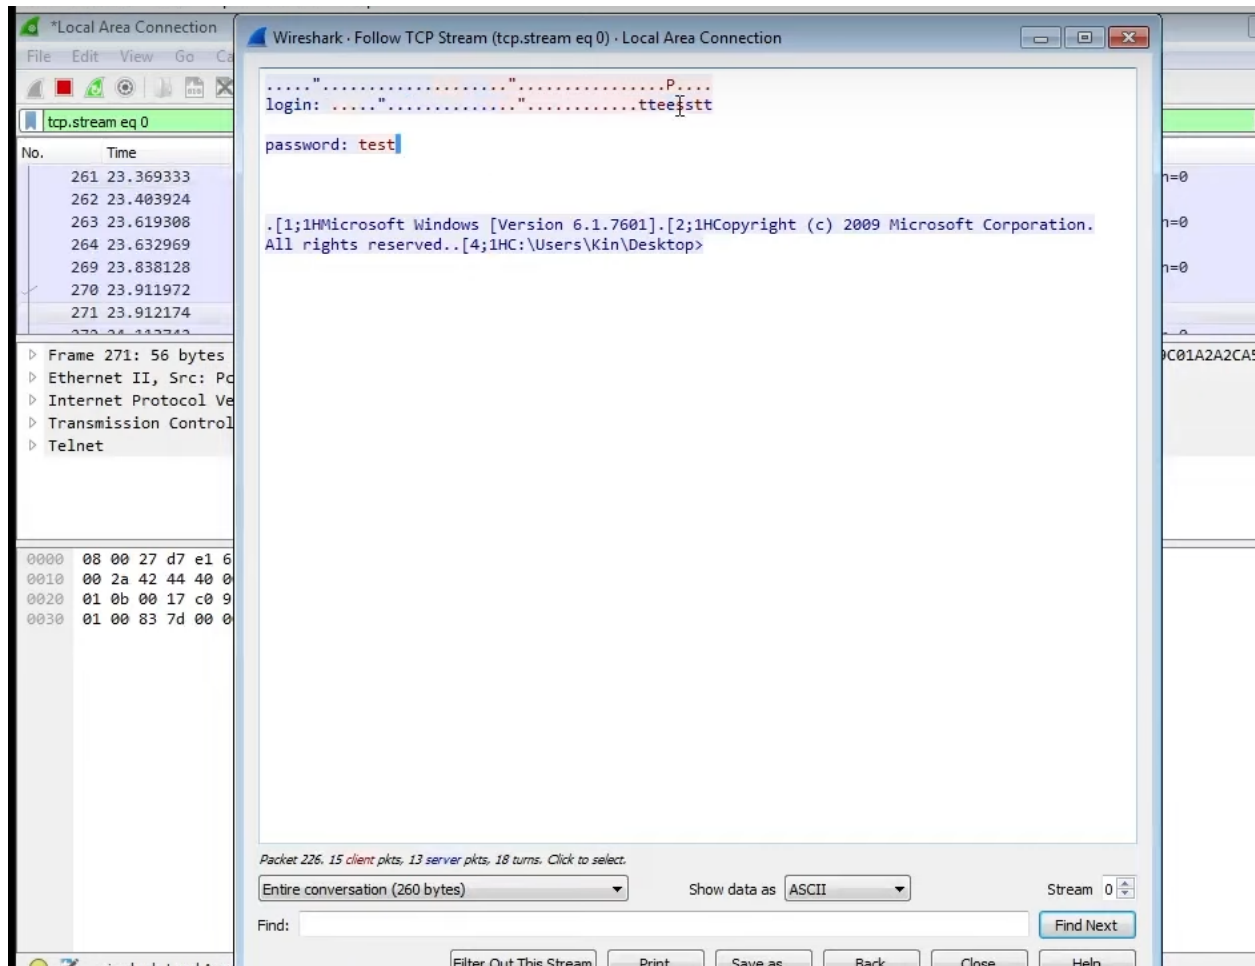 *Local Area Connection
Wireshark · Follow TCP Stream (tcp.stream eq 0) · Local Area Connection
File Edit View Go
tcp.stream eq 0
No. Time
261 23.369333
262 23.403924
263 23.619308
264 23.632969
269 23.838128
270 23.911972
271 23.912174
n=0
n=0
n=0
Frame 271: 56 bytes
Ethernet II, Src:
Internet Protocol
Transmission Control
Telnet
0000 08 00 27 d7 e1
0010 00 2a 42 44 40
0020 01 0b 00 17 c0
0030 01 00 83 7d 00
....."....................."................P....
login: ....."..............."............tteesstt
password: test
.[1;1HMicrosoft Windows [Version 6.1.7601].[2;1HCopyright (c) 2009 Microsoft Corporation.
All rights reserved..[4;1HC:\Users\Kin\Desktop>
Packet 226. 15 client pkts, 13 server pkts, 18 turns. Click to select.
Entire conversation (260 bytes) Show data as ASCII Stream 0
Find: Find Next
Filter Out This Stream Print Save as Back Close Help